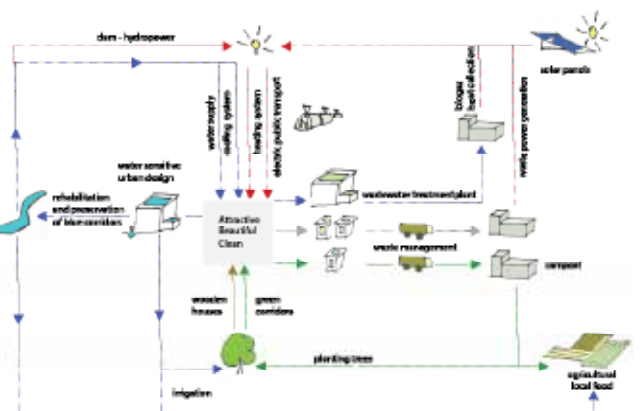 dam - hydropower
solar panels
water supply
cooling system
heating system
electric public transport
biogas
heat collection
waste power generation
water sensitive
urban design
rehabilitation
and preservation
of blue corridors
wastewater treatment plant
Attractive
Beautiful
Clean
waste management
compost
wooden
houses
green
corridors
planting trees
irrigation
agricultural
local food